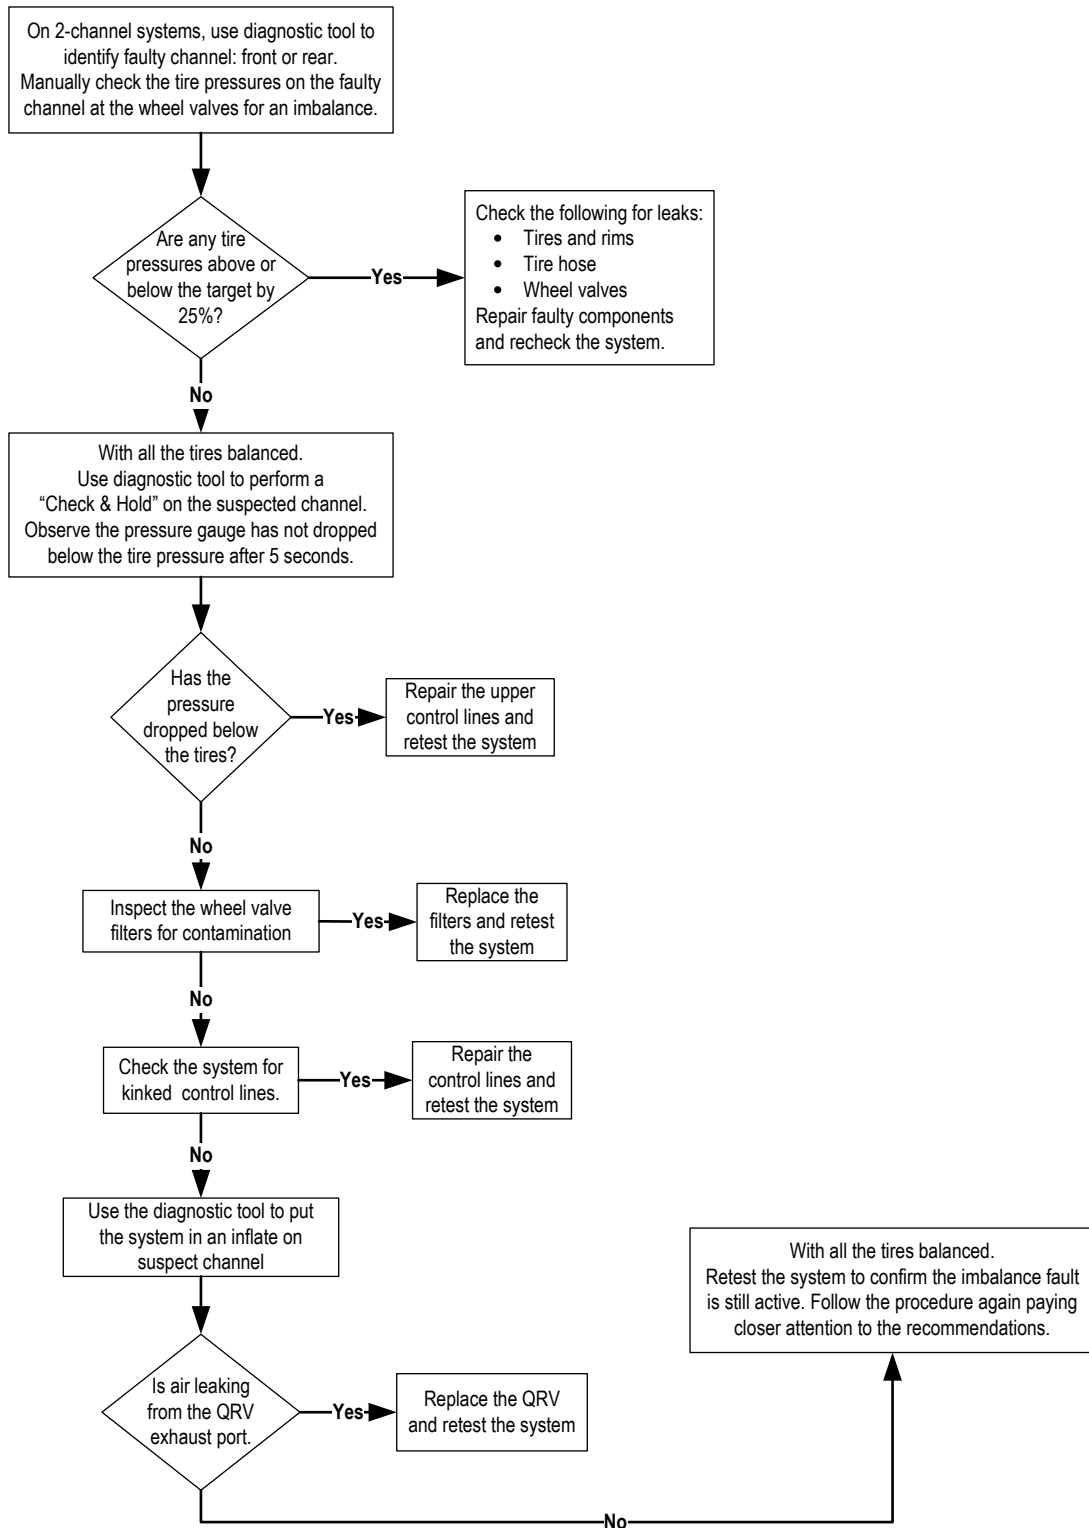 On 2-channel systems, use diagnostic tool to
identify faulty channel: front or rear.
Manually check the tire pressures on the faulty
channel at the wheel valves for an imbalance.
Are any tire
pressures above or
below the target by
25%?
Yes
Check the following for leaks:
• Tires and rims
• Tire hose
• Wheel valves
Repair faulty components
and recheck the system.
No
With all the tires balanced.
Use diagnostic tool to perform a
“Check & Hold” on the suspected channel.
Observe the pressure gauge has not dropped
below the tire pressure after 5 seconds.
Has the
pressure
dropped below
the tires?
Yes
Repair the upper
control lines and
retest the system
No
Inspect the wheel valve
filters for contamination
Yes
Replace the
filters and retest
the system
No
Check the system for
kinked control lines.
Yes
Repair the
control lines and
retest the system
No
Use the diagnostic tool to put
the system in an inflate on
suspect channel
Is air leaking
from the QRV
exhaust port.
Yes
Replace the QRV
and retest the system
No
With all the tires balanced.
Retest the system to confirm the imbalance fault
is still active. Follow the procedure again paying
closer attention to the recommendations.